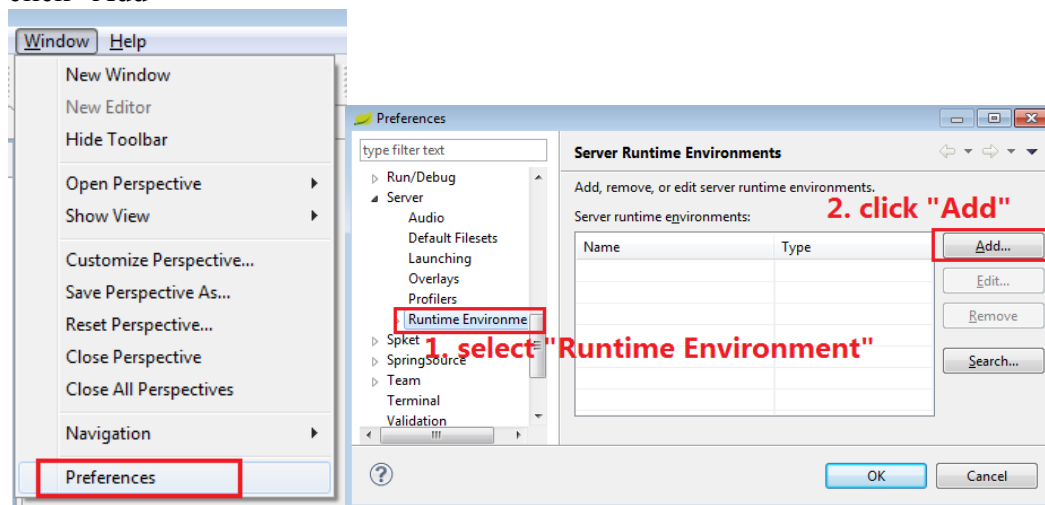 Window Help
New Window
New Editor
Hide Toolbar
Open Perspective
Show View
Customize Perspective...
Save Perspective As...
Reset Perspective...
Close Perspective
Close All Perspectives
Navigation
Preferences
Preferences
type filter text
Run/Debug
Server
Audio
Default Filesets
Launching
Overlays
Profilers
Runtime Environme
Spket
SpringSource
Team
Terminal
Validation
1. select "Runtime Environment"
Server Runtime Environments
Add, remove, or edit server runtime environments.
Server runtime environments:
2. click "Add"
Name Type
Add...
Edit...
Remove
Search...
OK Cancel